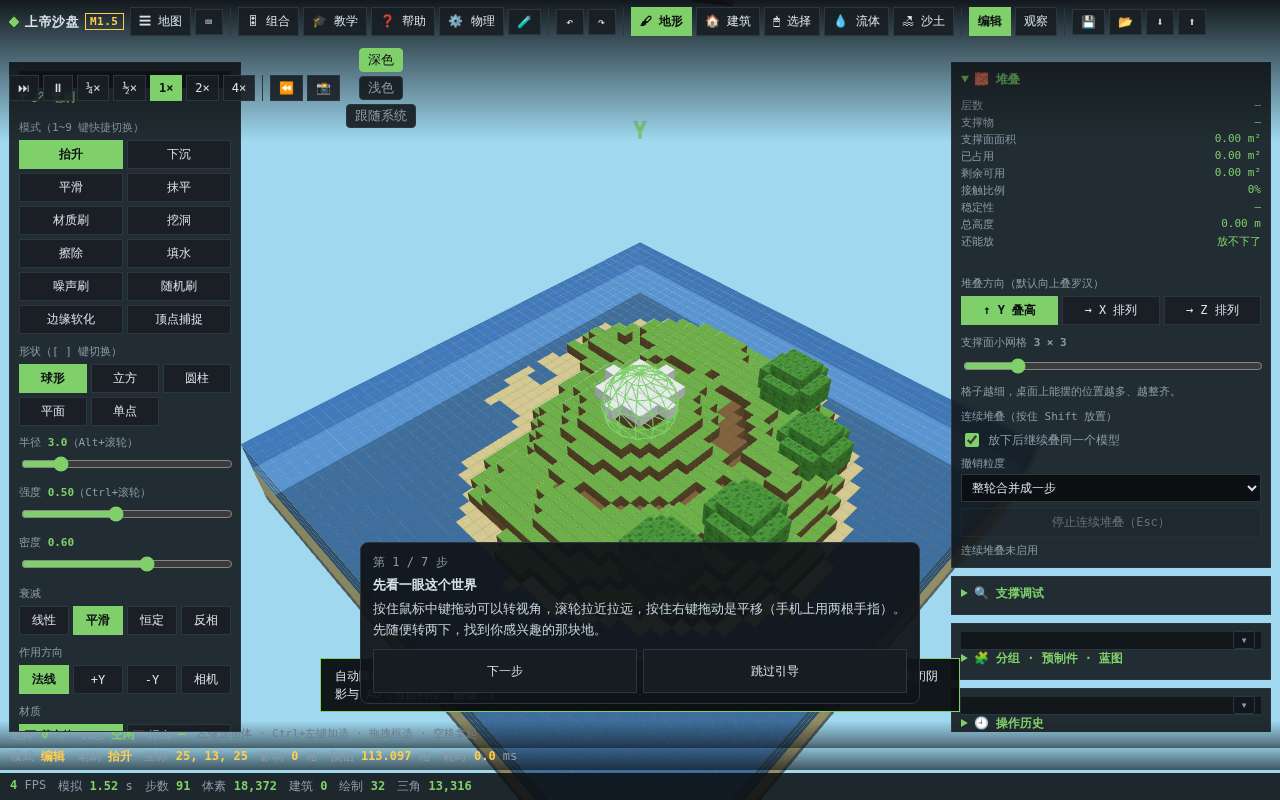 上帝沙盘 M1.5 ☰ 地图 组合 教学 帮助 物理 地形 建筑 选择 流体 沙土 编辑 观察
深色
浅色
跟随系统
¼× ½× 1× 2× 4×
模式（1~9 键快捷切换）
抬升 下沉
平滑 抹平
材质刷 挖洞
擦除 填水
噪声刷 随机刷
边缘软化 顶点捕捉
形状（[ ] 键切换）
球形 立方 圆柱
平面 单点
半径 3.0（Alt+滚轮）
强度 0.50（Ctrl+滚轮）
密度 0.60
衰减
线性 平滑 恒定 反相
作用方向
法线 +Y -Y 相机
材质
Y
堆叠
层数 —
支撑物 —
支撑面面积 0.00 m²
已占用 0.00 m²
剩余可用 0.00 m²
接触比例 0%
稳定性 —
总高度 0.00 m
还能放 放不下了
堆叠方向（默认向上叠罗汉）
↑ Y 叠高 → X 排列 → Z 排列
支撑面小网格 3 × 3
格子越细，桌面上能摆的位置越多、越整齐。
连续堆叠（按住 Shift 放置）
放下后继续叠同一个模型
撤销粒度
整轮合并成一步
停止连续堆叠（Esc）
连续堆叠未启用
支撑调试
分组 · 预制件 · 蓝图
操作历史
第 1 / 7 步
先看一眼这个世界
按住鼠标中键拖动可以转视角，滚轮拉近拉远，按住右键拖动是平移（手机上用两根手指）。
先随便转两下，找到你感兴趣的那块地。
下一步 跳过引导
自动
影与
Ctrl+左键加选 · 拖拽框选
编辑 抬升 25, 13, 25 0 113.097 0.0 ms
4 FPS 模拟 1.52 s 步数 91 体素 18,372 建筑 0 绘制 32 三角 13,316